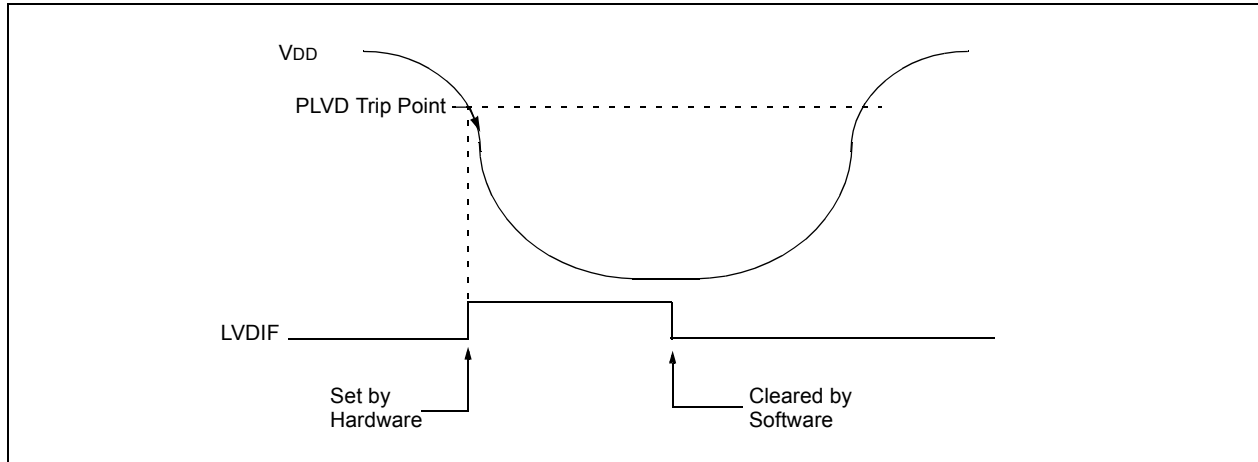 VDD
PLVD Trip Point
LVDIF
Set by
Hardware
Cleared by
Software